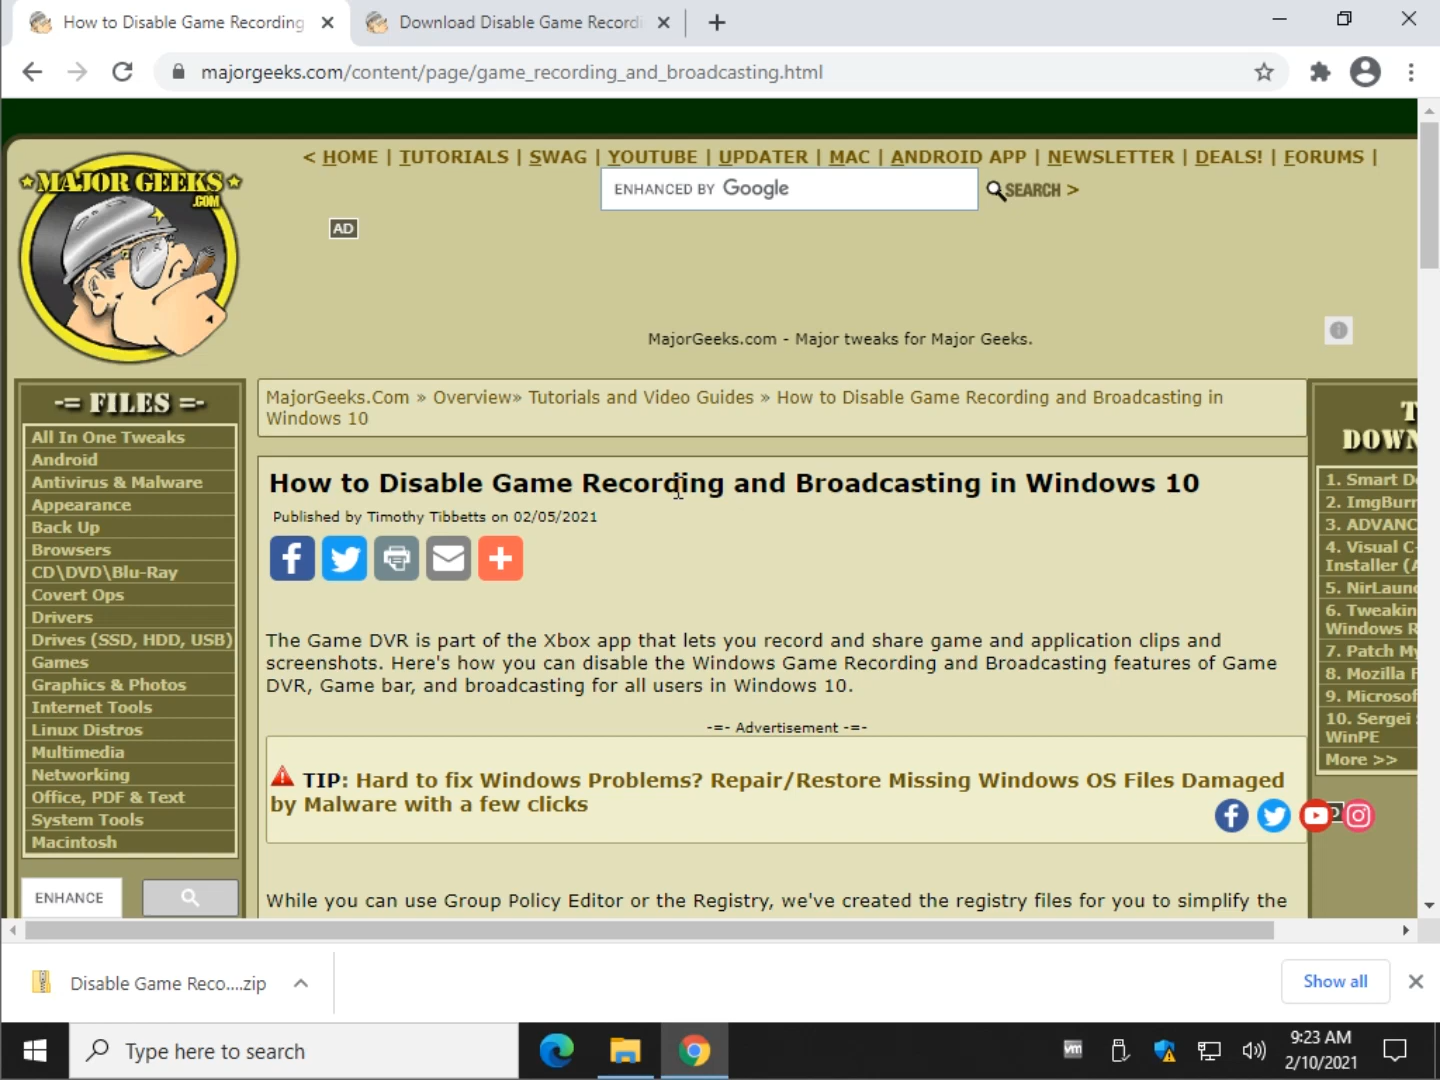 How to Disable Game Recording
Download Disable Game Recordi
majorgeeks.com/content/page/game_recording_and_broadcasting.html
< HOME | TUTORIALS | SWAG | YOUTUBE | UPDATER | MAC | ANDROID APP | NEWSLETTER | DEALS! | FORUMS |
ENHANCED BY Google
SEARCH >
MAJOR GEEKS
.COM
AD
MajorGeeks.com - Major tweaks for Major Geeks.
-= FILES =-
All In One Tweaks
Android
Antivirus & Malware
Appearance
Back Up
Browsers
CD\DVD\Blu-Ray
Covert Ops
Drivers
Drives (SSD, HDD, USB)
Games
Graphics & Photos
Internet Tools
Linux Distros
Multimedia
Networking
Office, PDF & Text
System Tools
Macintosh
ENHANCE
MajorGeeks.Com » Overview» Tutorials and Video Guides » How to Disable Game Recording and Broadcasting in
Windows 10
How to Disable Game Recording and Broadcasting in Windows 10
Published by Timothy Tibbetts on 02/05/2021
The Game DVR is part of the Xbox app that lets you record and share game and application clips and
screenshots. Here's how you can disable the Windows Game Recording and Broadcasting features of Game
DVR, Game bar, and broadcasting for all users in Windows 10.
-=- Advertisement -=-
TIP: Hard to fix Windows Problems? Repair/Restore Missing Windows OS Files Damaged
by Malware with a few clicks
While you can use Group Policy Editor or the Registry, we've created the registry files for you to simplify the
T
DOWN
1. Smart De
2. ImgBurn
3. ADVANC
4. Visual C-
Installer (A
5. NirLaunc
6. Tweakin
Windows R
7. Patch My
8. Mozilla F
9. Microsof
10. Sergei
WinPE
More >>
Disable Game Reco....zip
Show all
Type here to search
vm
9:23 AM
2/10/2021